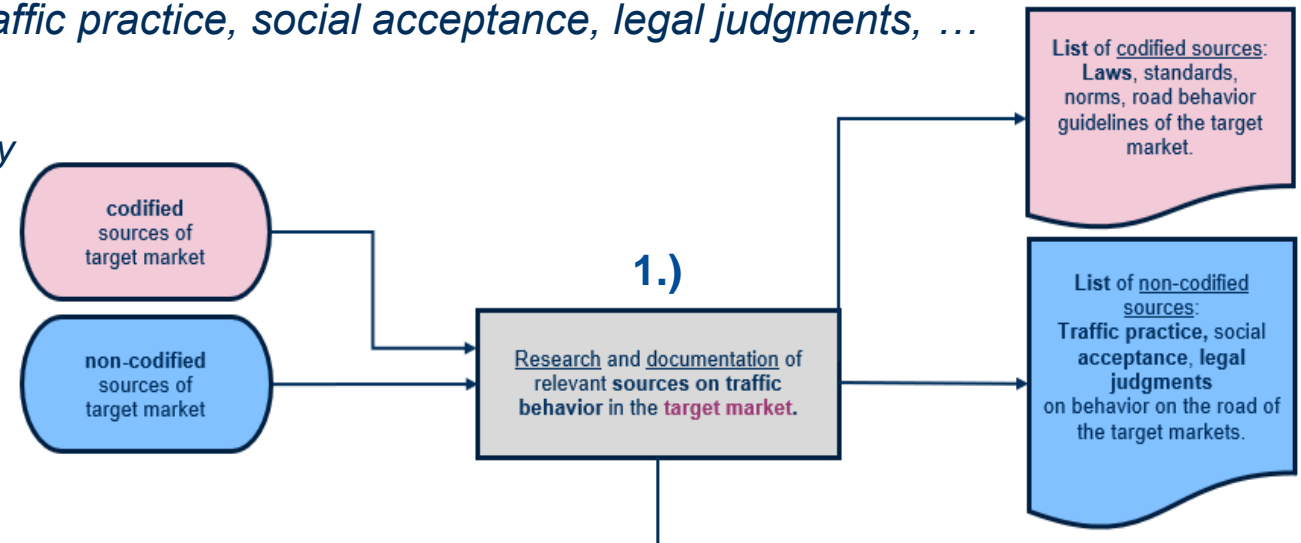 affic practice, social acceptance, legal judgments, …
y
codified
sources of
target market
non-codified
sources of
target market
1.)
Research and documentation of
relevant sources on traffic
behavior in the target market.
List of codified sources:
Laws, standards,
norms, road behavior
guidelines of the target
market.
List of non-codified
sources:
Traffic practice, social
acceptance, legal
judgments
on behavior on the road of
the target markets.